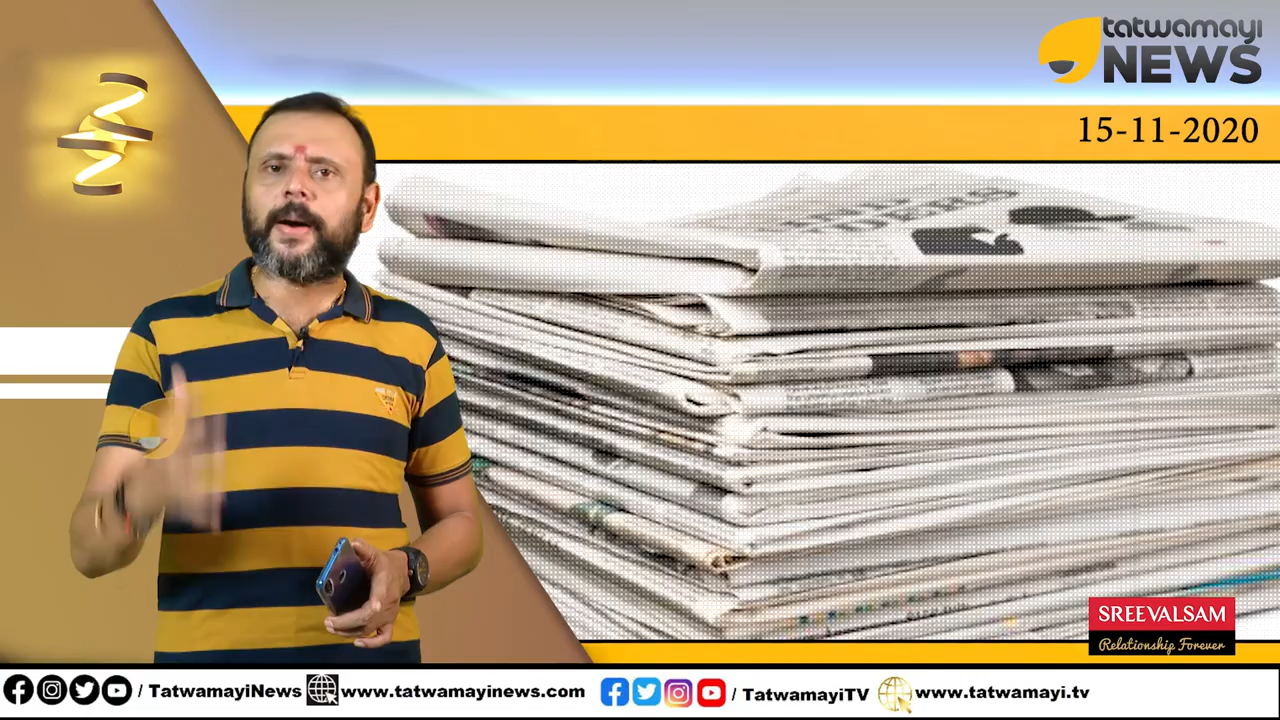 tatwamayi
NEWS
15-11-2020
SREEVALSAM
Relationship Forever
/ TatwamayiNews www.tatwamayinews.com / TatwamayiTV www.tatwamayi.tv